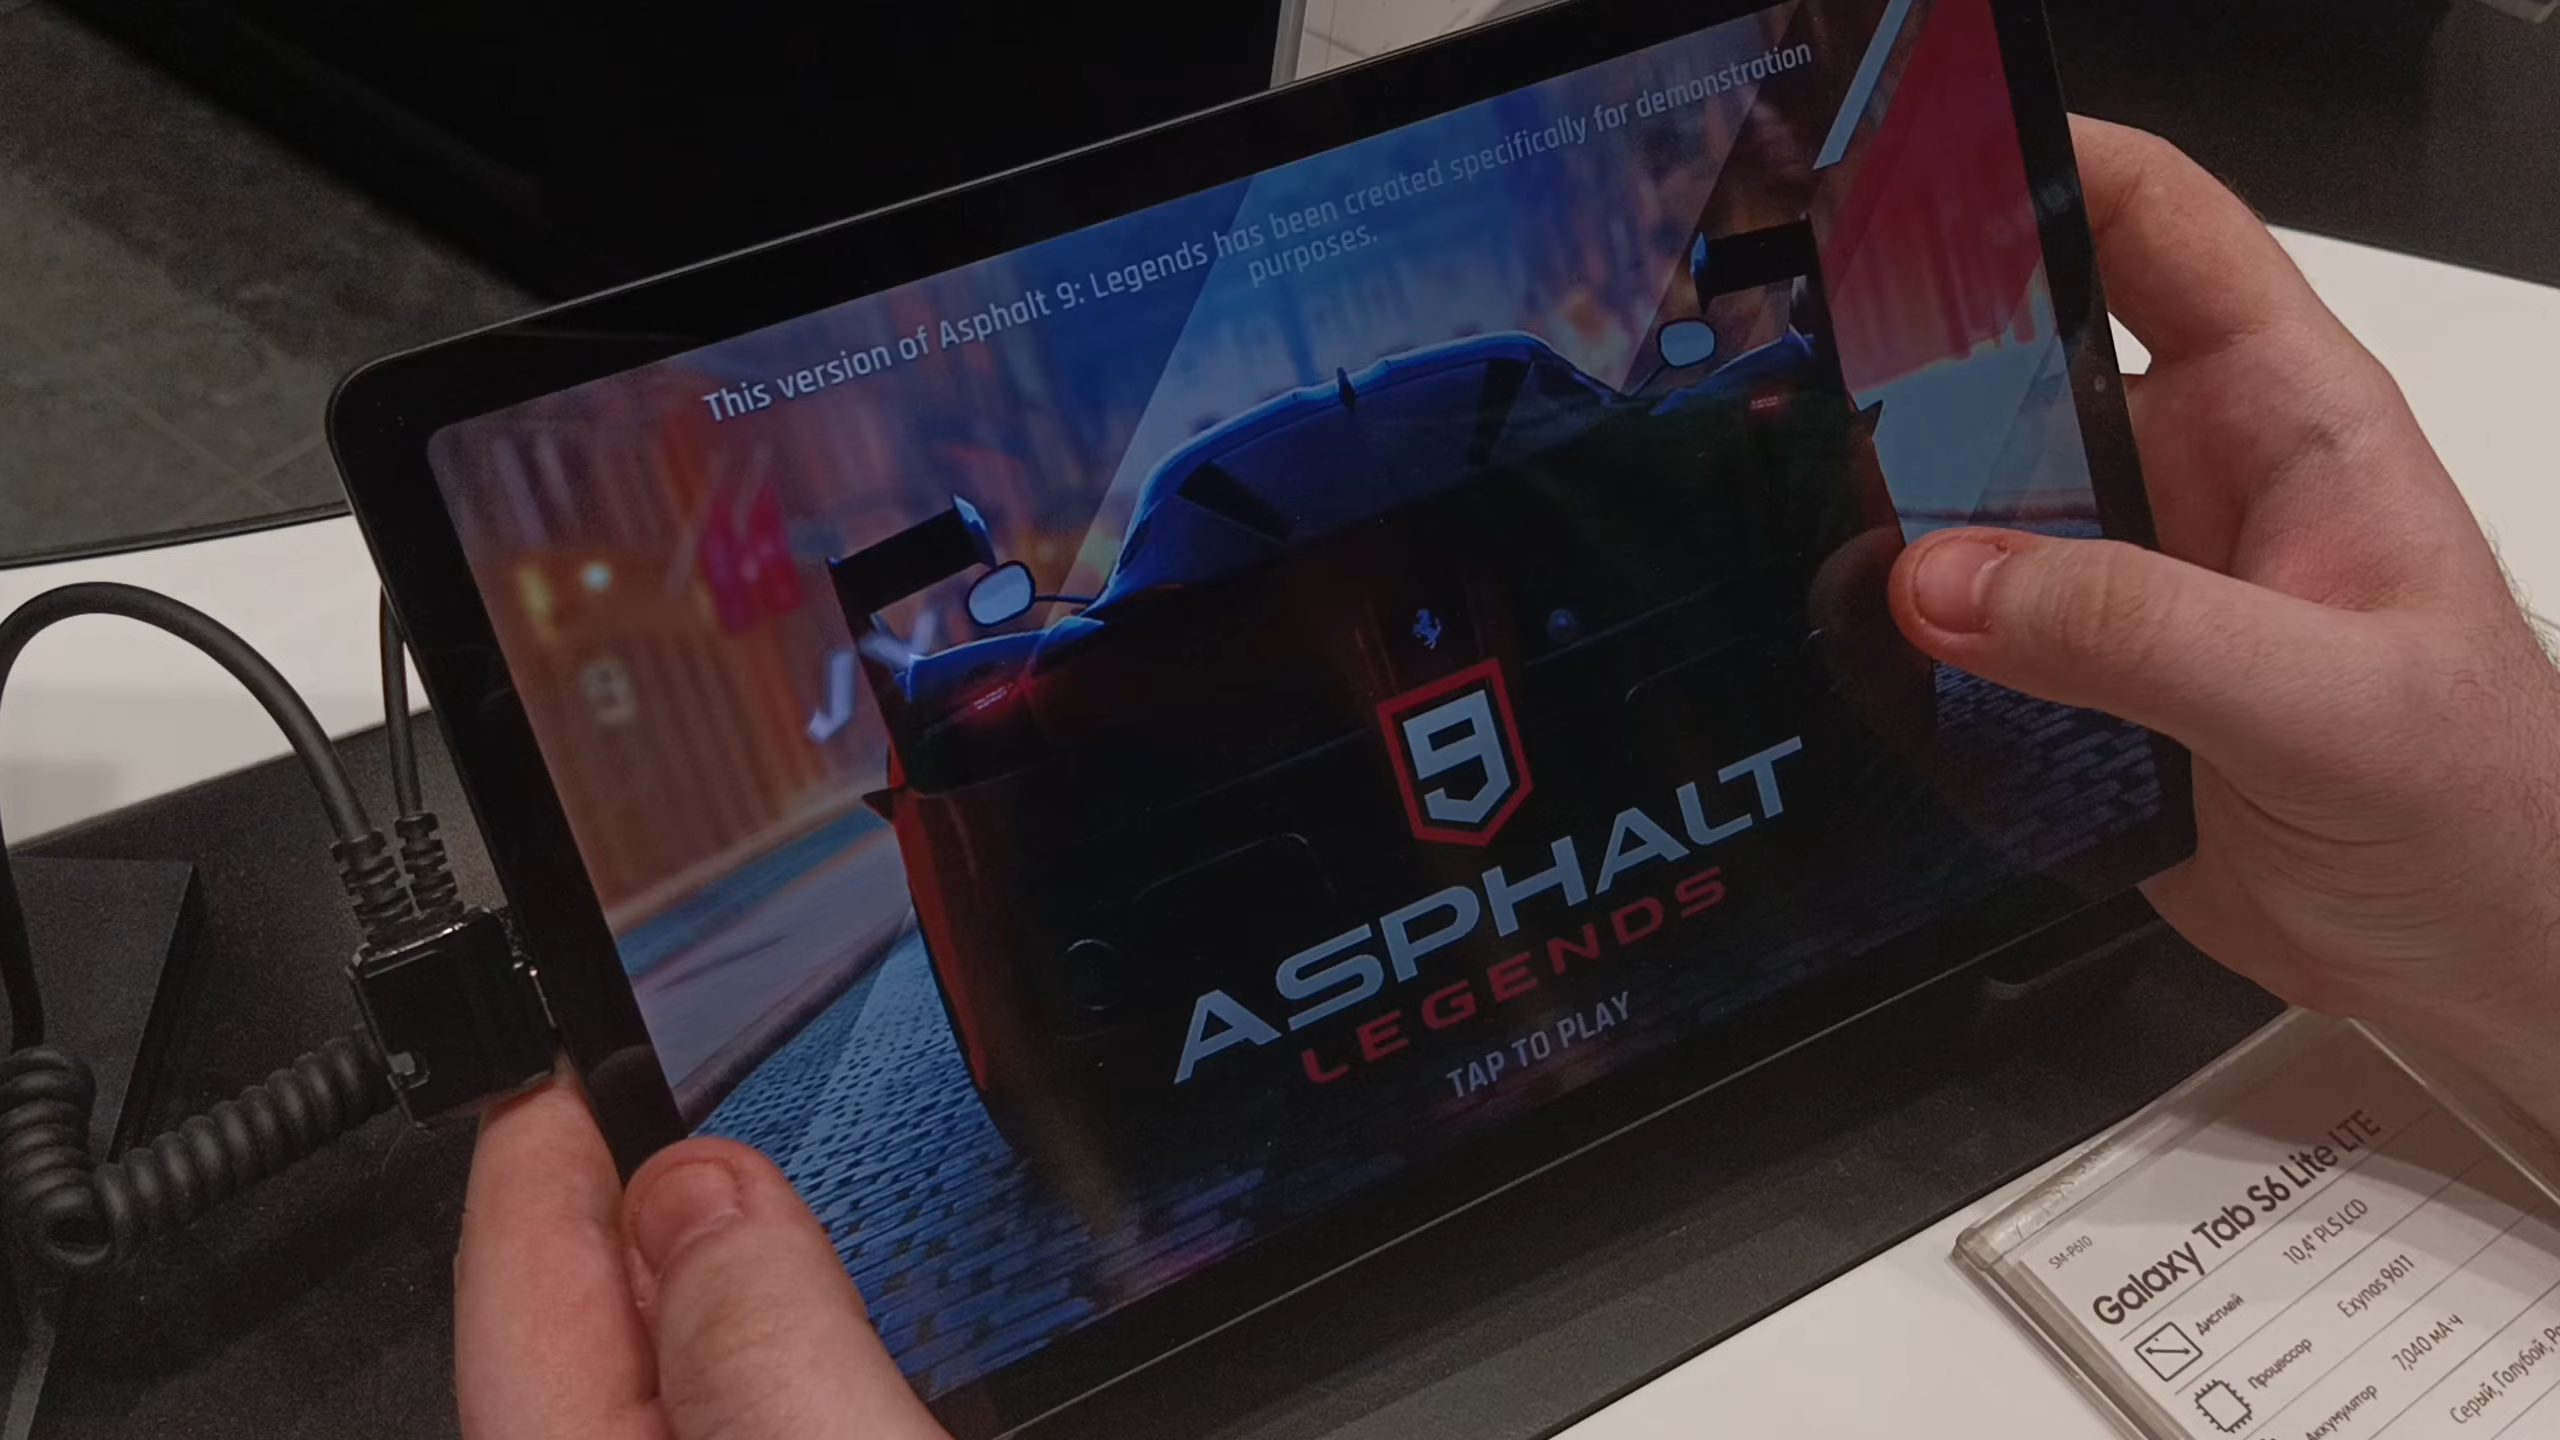 This version of Asphalt 9: Legends has been created specifically for demonstration
purposes.
9
9
ASPHALT
LEGENDS
TAP TO PLAY
SM-P610
Galaxy Tab S6 Lite LTE
Дисплей 10,4" PLS LCD
Процессор Exynos 9611
Аккумулятор 7,040 мА·ч
Серый, Голубой,